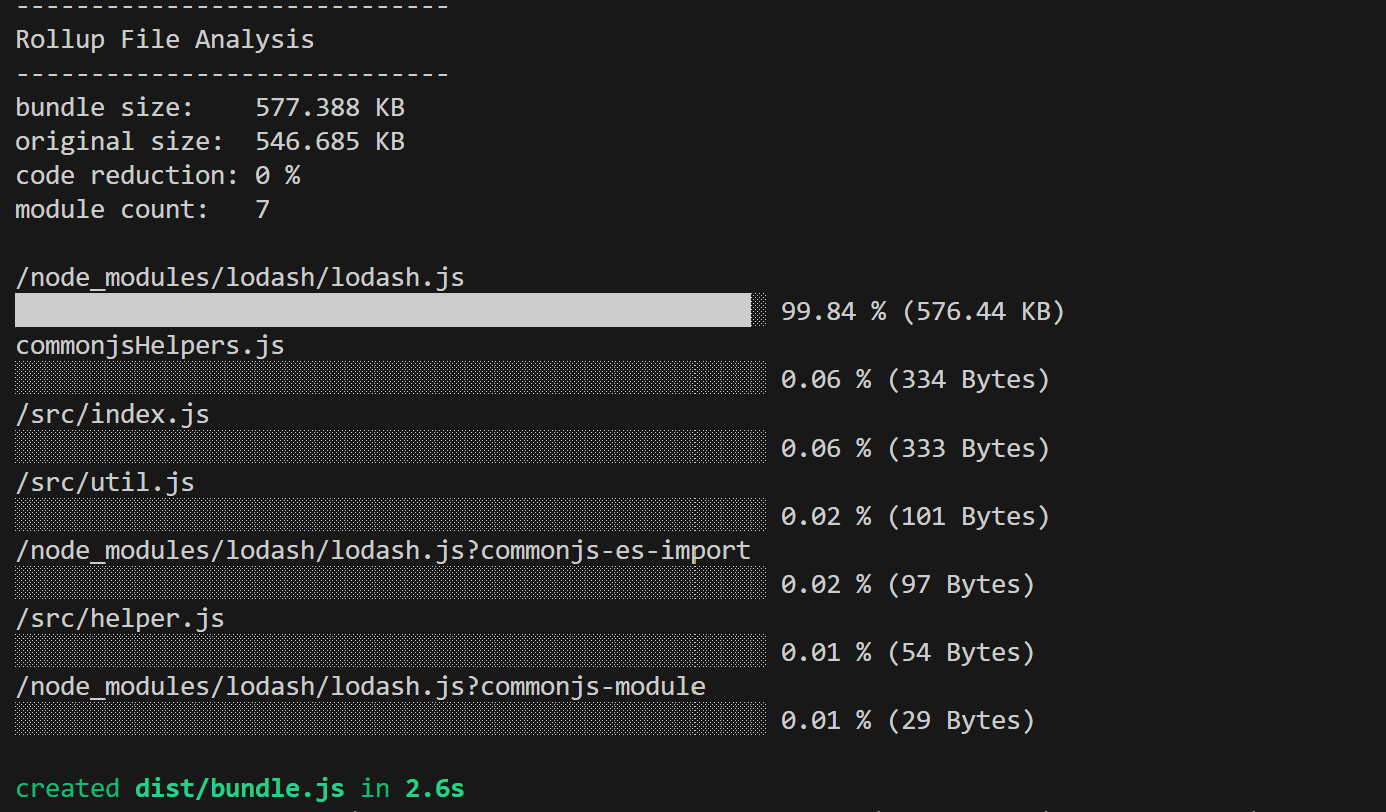 -----------------------------
Rollup File Analysis
-----------------------------
bundle size:    577.388 KB
original size:  546.685 KB
code reduction: 0 %
module count:   7
/node_modules/lodash/lodash.js
99.84 % (576.44 KB)
commonjsHelpers.js
0.06 % (334 Bytes)
/src/index.js
0.06 % (333 Bytes)
/src/util.js
0.02 % (101 Bytes)
/node_modules/lodash/lodash.js?commonjs-es-import
0.02 % (97 Bytes)
/src/helper.js
0.01 % (54 Bytes)
/node_modules/lodash/lodash.js?commonjs-module
0.01 % (29 Bytes)
created dist/bundle.js in 2.6s